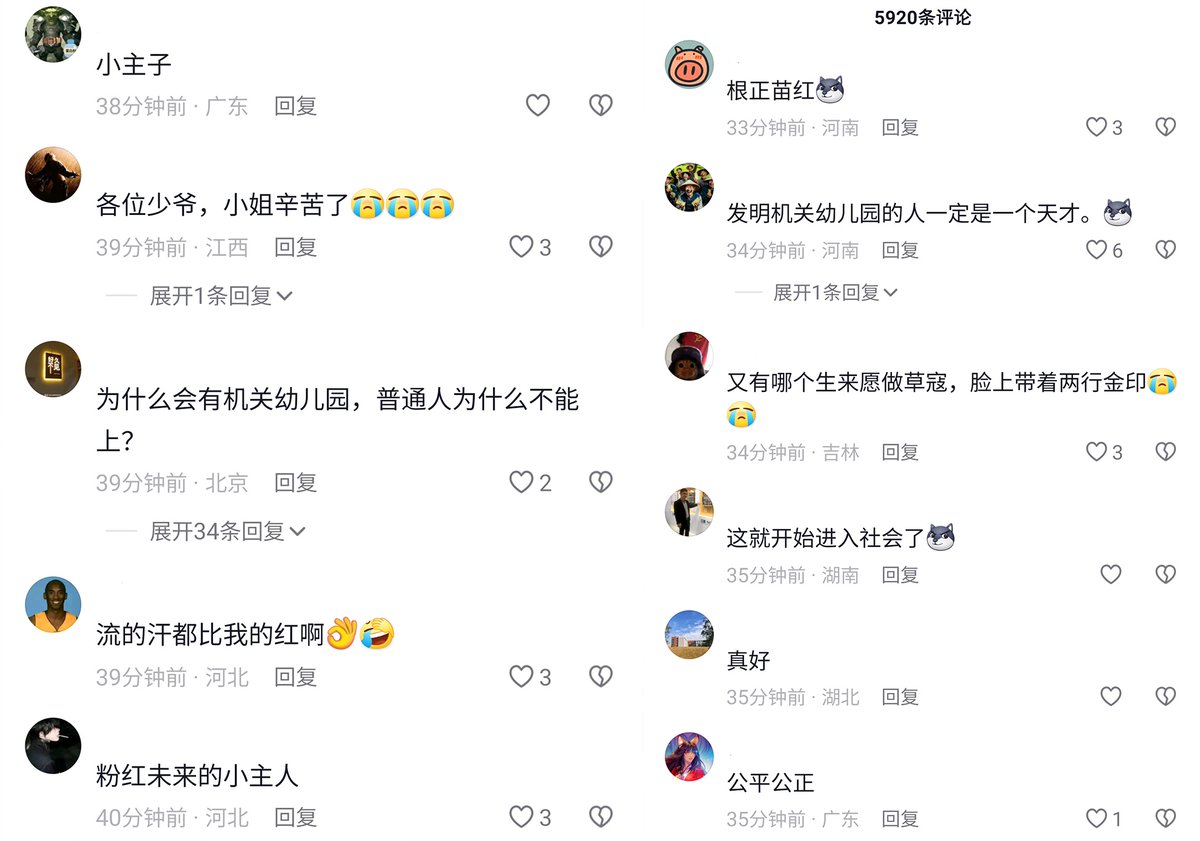 小主子
38分钟前 · 广东 回复
各位少爷，小姐辛苦了😭😭😭
39分钟前 · 江西 回复 3
展开1条回复
为什么会有机关幼儿园，普通人为什么不能
上？
39分钟前 · 北京 回复 2
展开34条回复
流的汗都比我的红啊👌🤣
39分钟前 · 河北 回复 3
粉红未来的小主人
40分钟前 · 河北 回复 3
5920条评论
根正苗红
33分钟前 · 河南 回复 3
发明机关幼儿园的人一定是一个天才。
34分钟前 · 河南 回复 6
展开1条回复
又有哪个生来愿做草寇，脸上带着两行金印😭
😭
34分钟前 · 吉林 回复 3
这就开始进入社会了
35分钟前 · 湖南 回复
真好
35分钟前 · 湖北 回复
公平公正
35分钟前 · 广东 回复 1